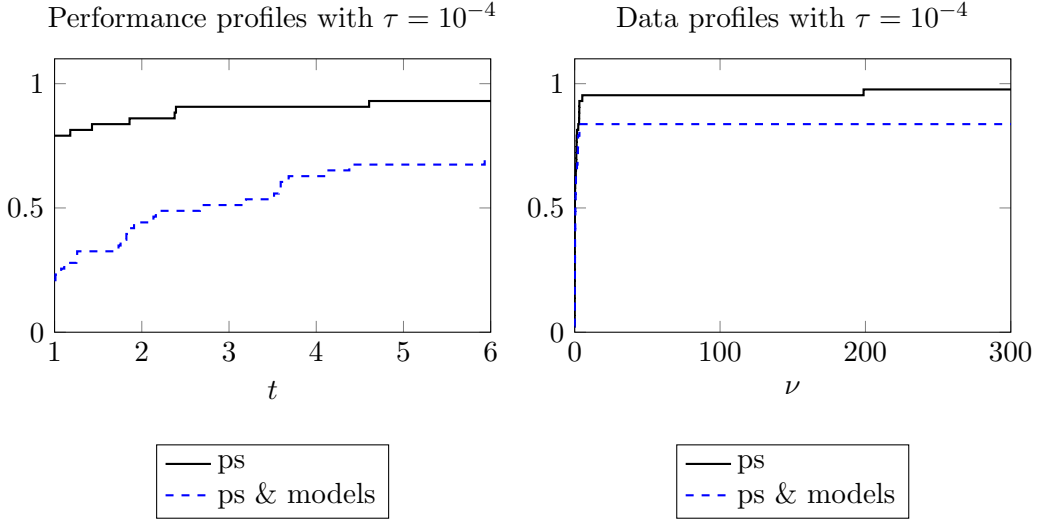 Performance profiles with τ = 10⁻⁴
1
0.5
0
1 2 3 4 5 6
t
ps
ps & models
Data profiles with τ = 10⁻⁴
1
0.5
0
0 100 200 300
ν
ps
ps & models